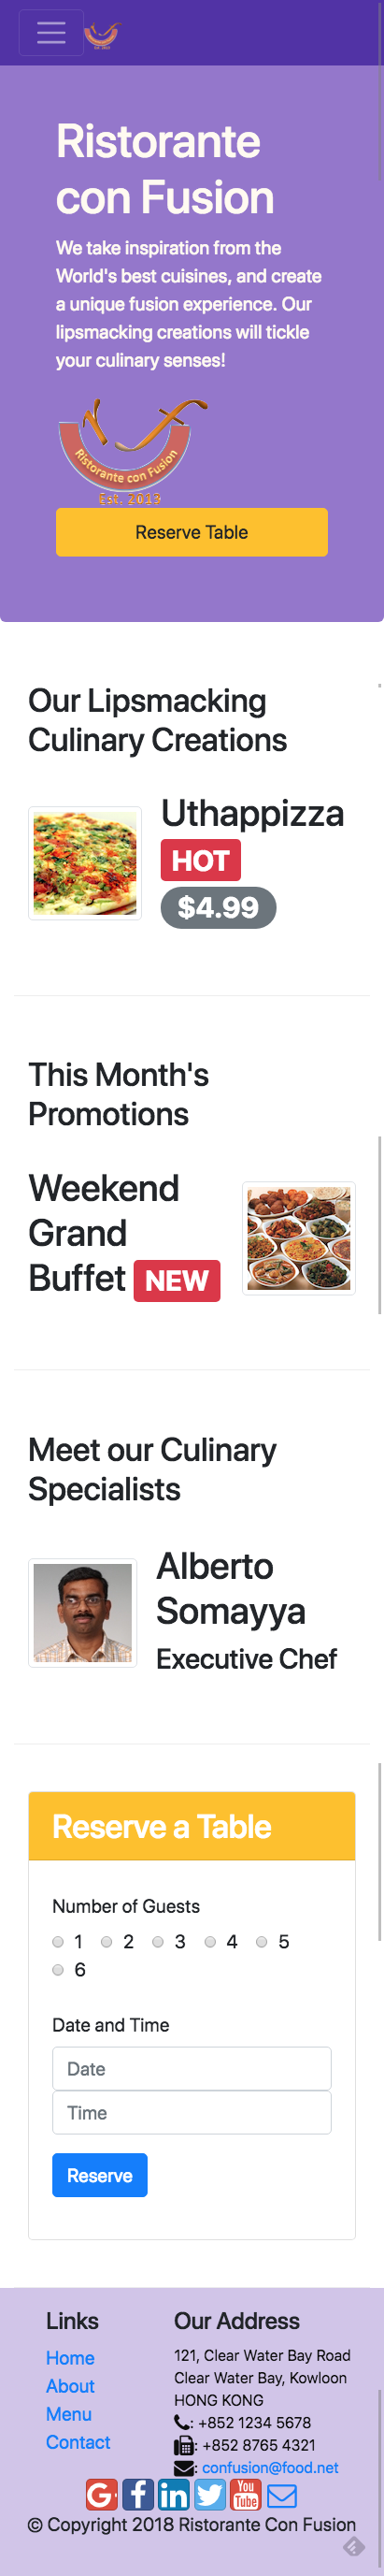 Ristorante
con Fusion
We take inspiration from the
World's best cuisines, and create
a unique fusion experience. Our
lipsmacking creations will tickle
your culinary senses!
Ristorante con Fusion
Est. 2013
Reserve Table
Our Lipsmacking
Culinary Creations
Uthappizza
HOT
$4.99
This Month's
Promotions
Weekend
Grand
Buffet NEW
Meet our Culinary
Specialists
Alberto
Somayya
Executive Chef
Reserve a Table
Number of Guests
1 2 3 4 5
6
Date and Time
Date
Time
Reserve
Links
Home
About
Menu
Contact
Our Address
121, Clear Water Bay Road
Clear Water Bay, Kowloon
HONG KONG
: +852 1234 5678
: +852 8765 4321
: confusion@food.net
G+ f in You Tube
© Copyright 2018 Ristorante Con Fusion